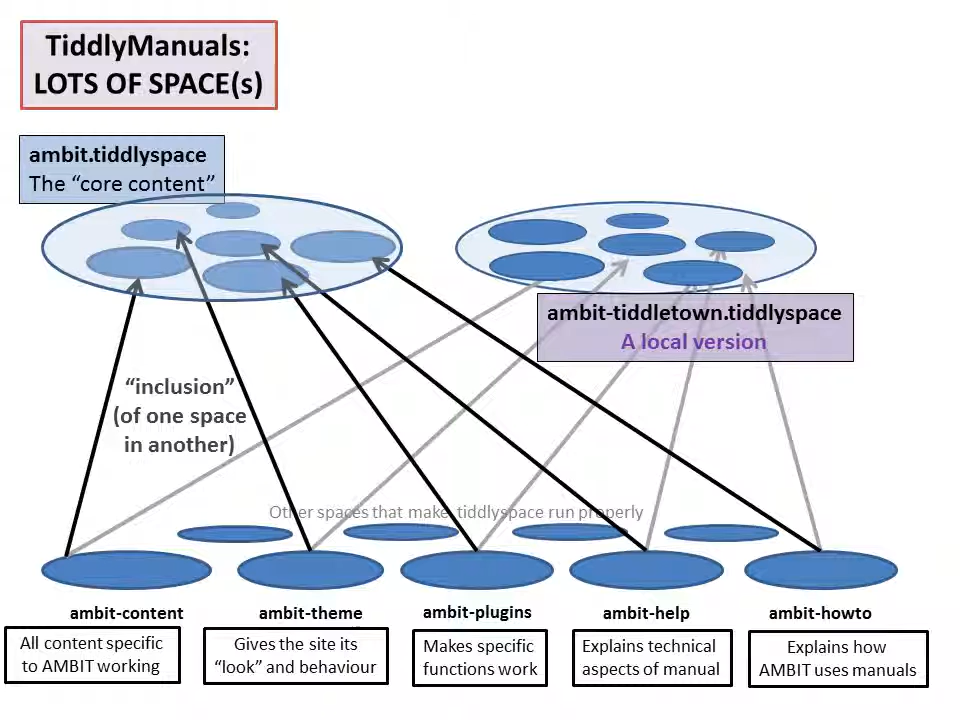 TiddlyManuals:
LOTS OF SPACE(s)
ambit.tiddlyspace
The “core content”
ambit-tiddletown.tiddlyspace
A local version
“inclusion”
(of one space
in another)
Other spaces that make tiddlyspace run properly
ambit-content
ambit-theme
ambit-plugins
ambit-help
ambit-howto
All content specific
to AMBIT working
Gives the site its
“look” and behaviour
Makes specific
functions work
Explains technical
aspects of manual
Explains how
AMBIT uses manuals